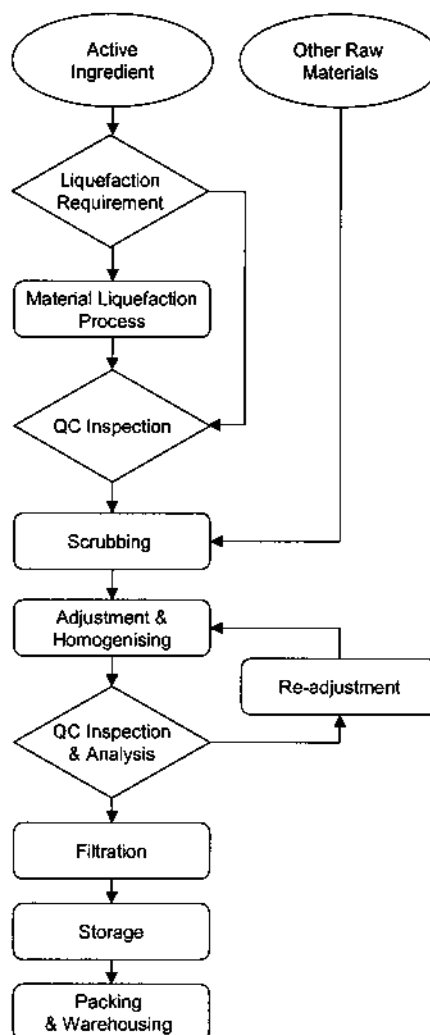 Active
Ingredient
Other Raw
Materials
Liquefaction
Requirement
Material Liquefaction
Process
QC Inspection
Scrubbing
Adjustment &
Homogenising
Re-adjustment
QC Inspection
& Analysis
Filtration
Storage
Packing
& Warehousing